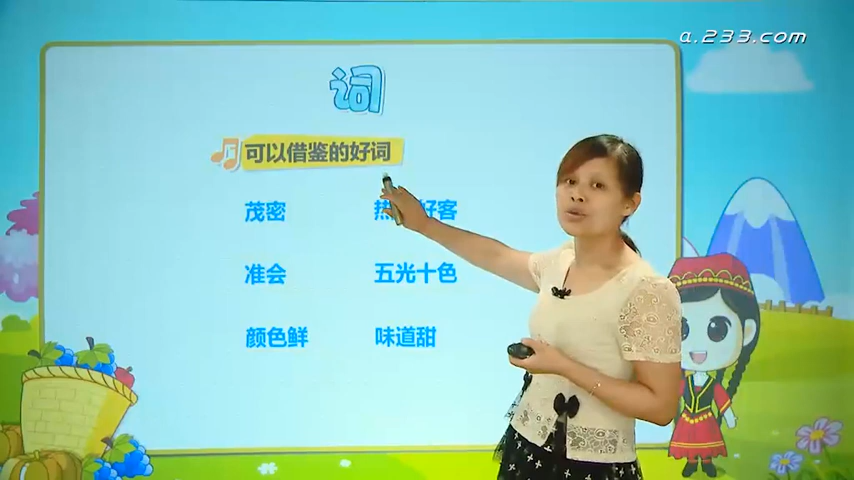 a.233.com
词
可以借鉴的好词
茂密 热 好客
准会 五光十色
颜色鲜 味道甜